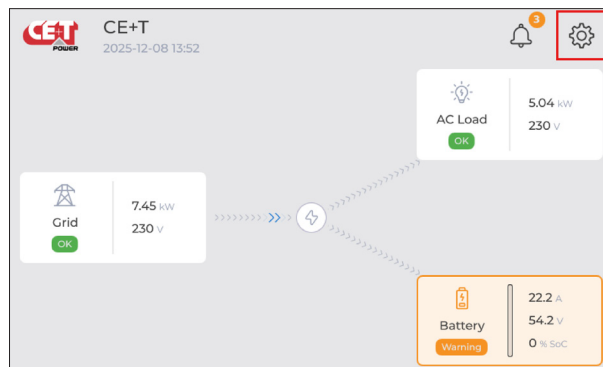 CE+T
POWER
CE+T
2025-12-08 13:52
3
AC Load
OK
5.04 kW
230 V
Grid
OK
7.45 kW
230 V
Battery
Warning
22.2 A
54.2 V
0 % SoC